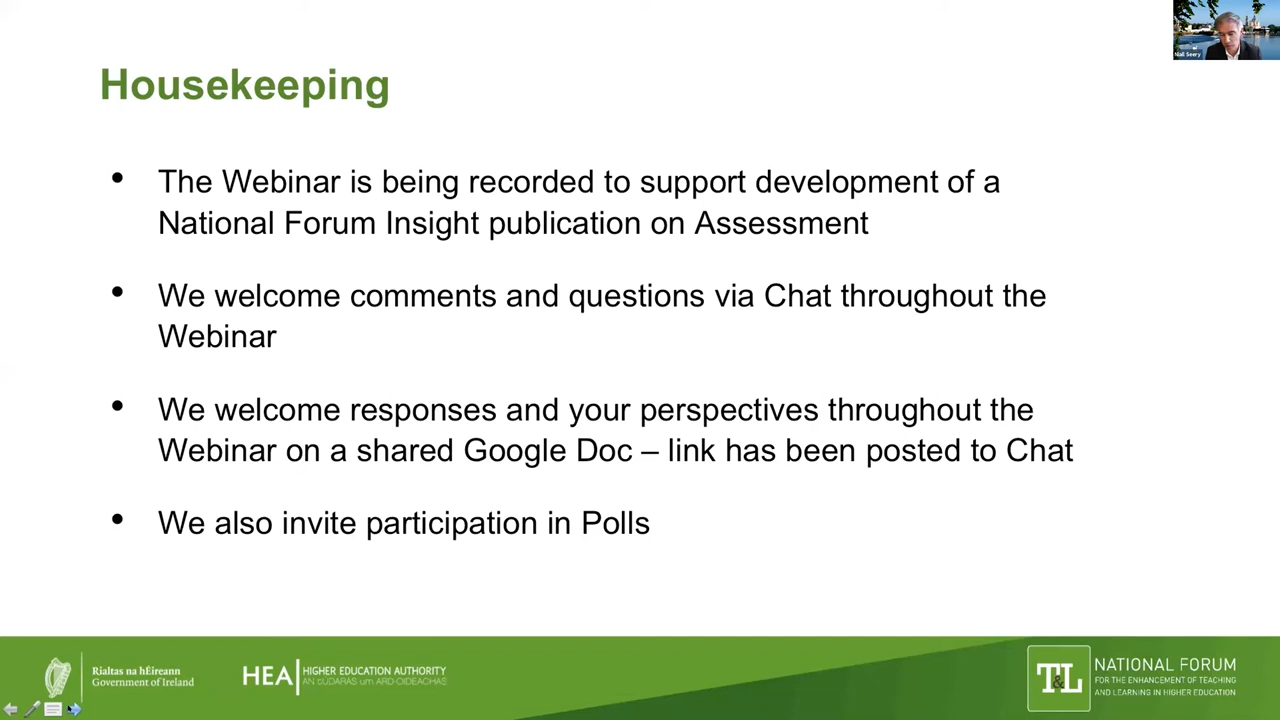 Niall Seery
Housekeeping
• The Webinar is being recorded to support development of a
National Forum Insight publication on Assessment
• We welcome comments and questions via Chat throughout the
Webinar
• We welcome responses and your perspectives throughout the
Webinar on a shared Google Doc – link has been posted to Chat
• We also invite participation in Polls
Rialtas na hÉireann
Government of Ireland
HEA
HIGHER EDUCATION AUTHORITY
AN tÚDARÁS um ARD-OIDEACHAS
T&L
NATIONAL FORUM
FOR THE ENHANCEMENT OF TEACHING
AND LEARNING IN HIGHER EDUCATION